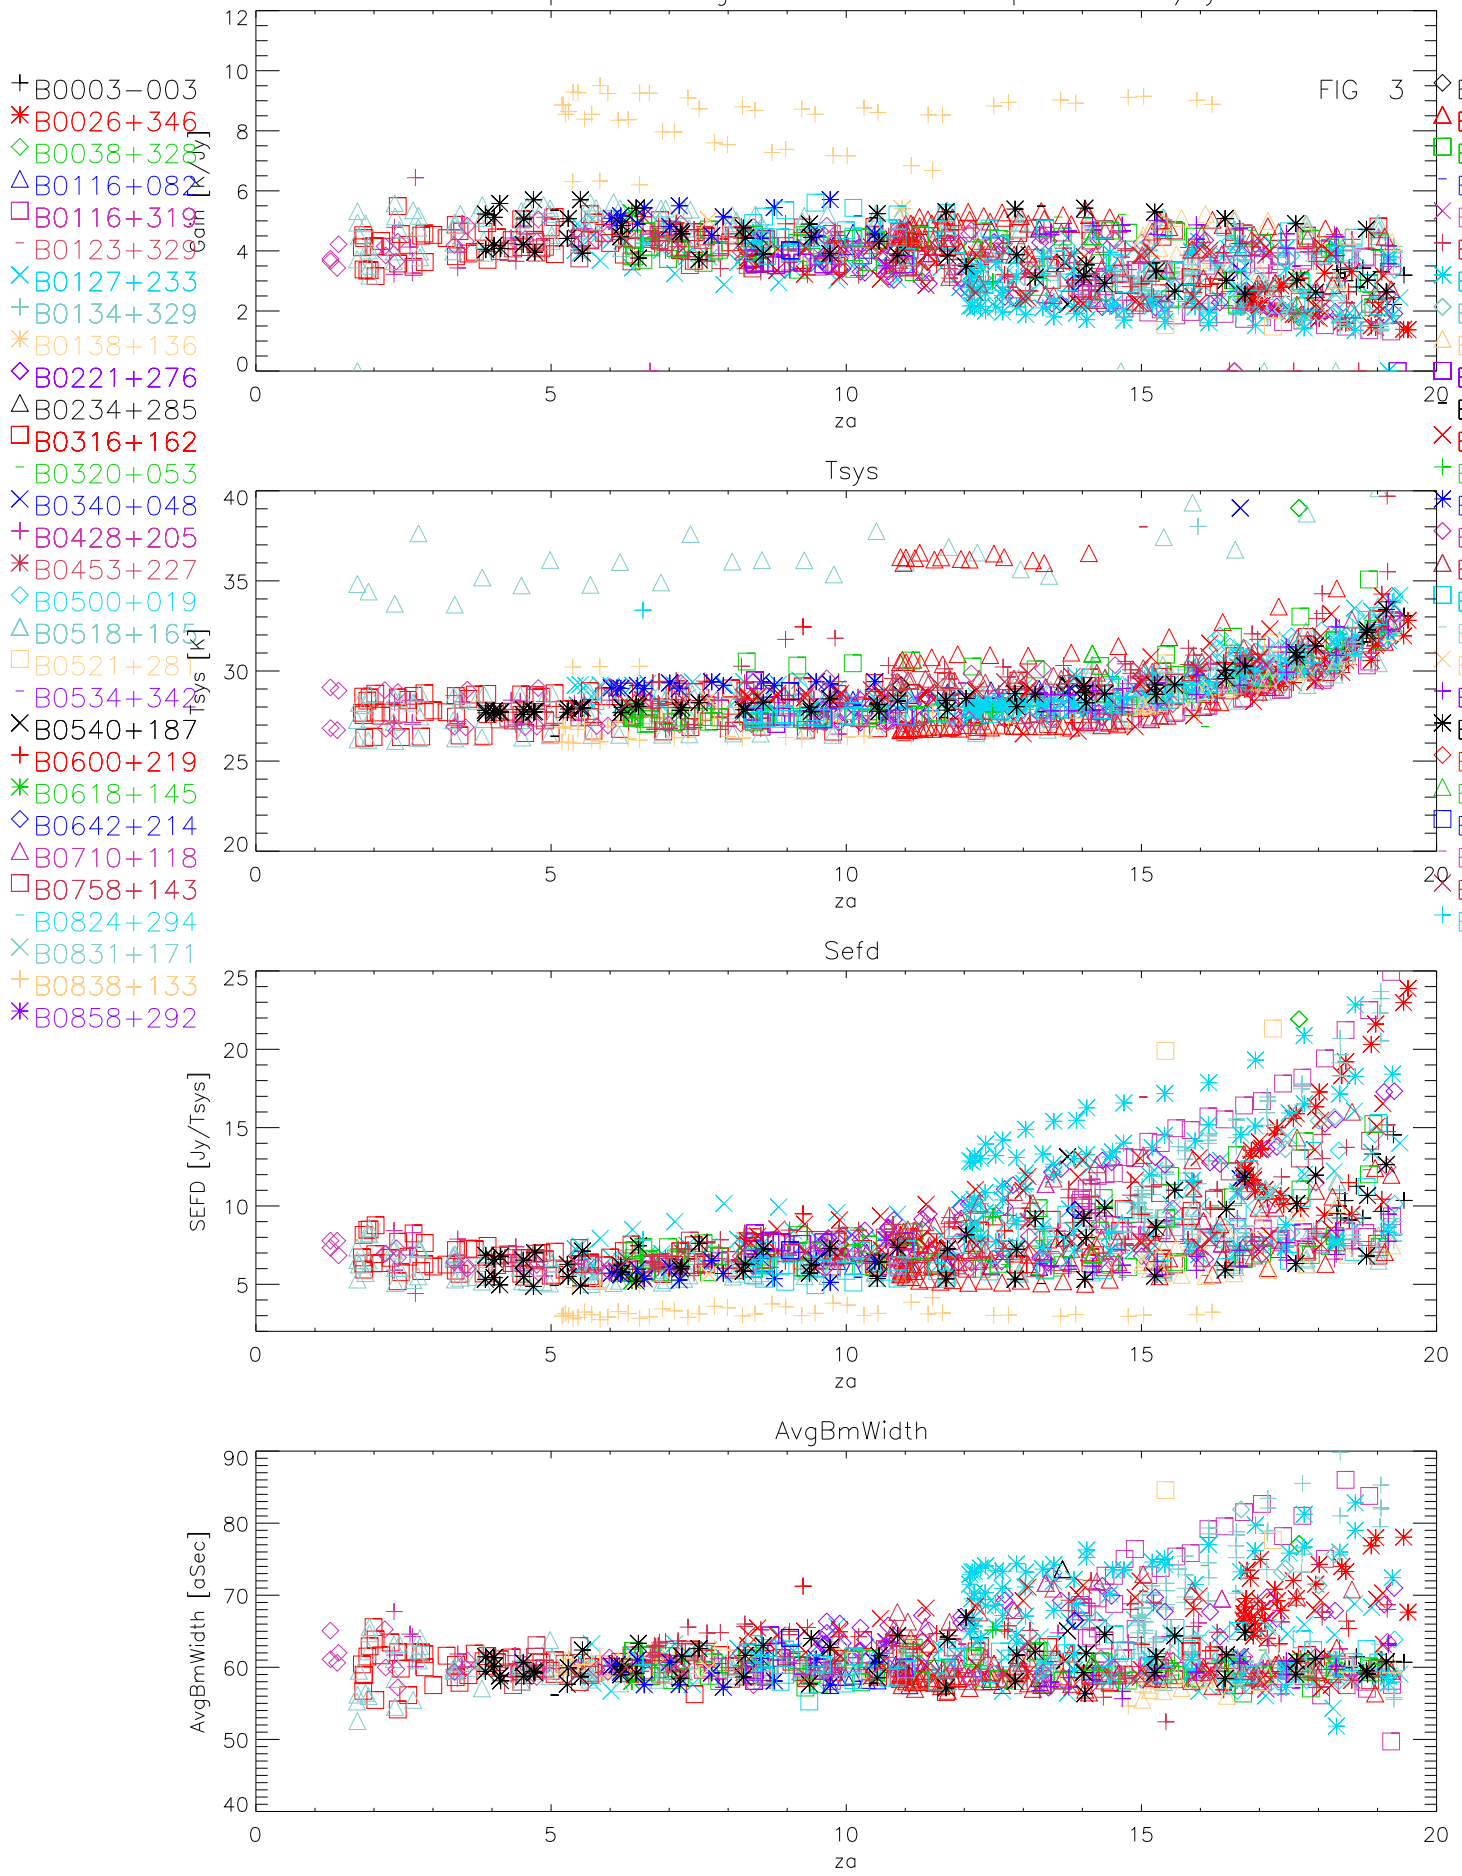 FIG 3
B0003-003
B0026+346
B0038+328
B0116+082
B0116+319
B0123+329
B0127+233
B0134+329
B0138+136
B0221+276
B0234+285
B0316+162
B0320+053
B0340+048
B0428+205
B0453+227
B0500+019
B0518+165
B0521+281
B0534+342
B0540+187
B0600+219
B0618+145
B0642+214
B0710+118
B0758+143
B0824+294
B0831+171
B0838+133
B0858+292
Gain [K/Jy]
12
10
8
6
4
2
0
0 5 10 15 20
za
Tsys
Tsys [K]
40
35
30
25
20
0 5 10 15 20
za
Sefd
SEFD [Jy/Tsys]
25
20
15
10
5
0 5 10 15 20
za
AvgBmWidth
AvgBmWidth [aSec]
90
80
70
60
50
40
0 5 10 15 20
za